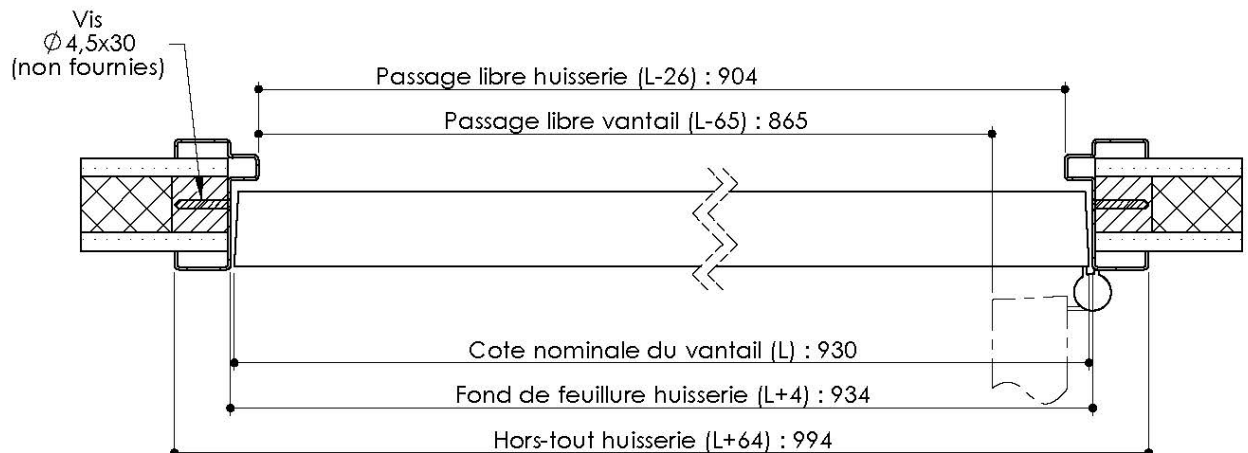 Vis
Ø4,5x30
(non fournies)
Passage libre huisserie (L-26) : 904
Passage libre vantail (L-65) : 865
Cote nominale du vantail (L) : 930
Fond de feuillure huisserie (L+4) : 934
Hors-tout huisserie (L+64) : 994